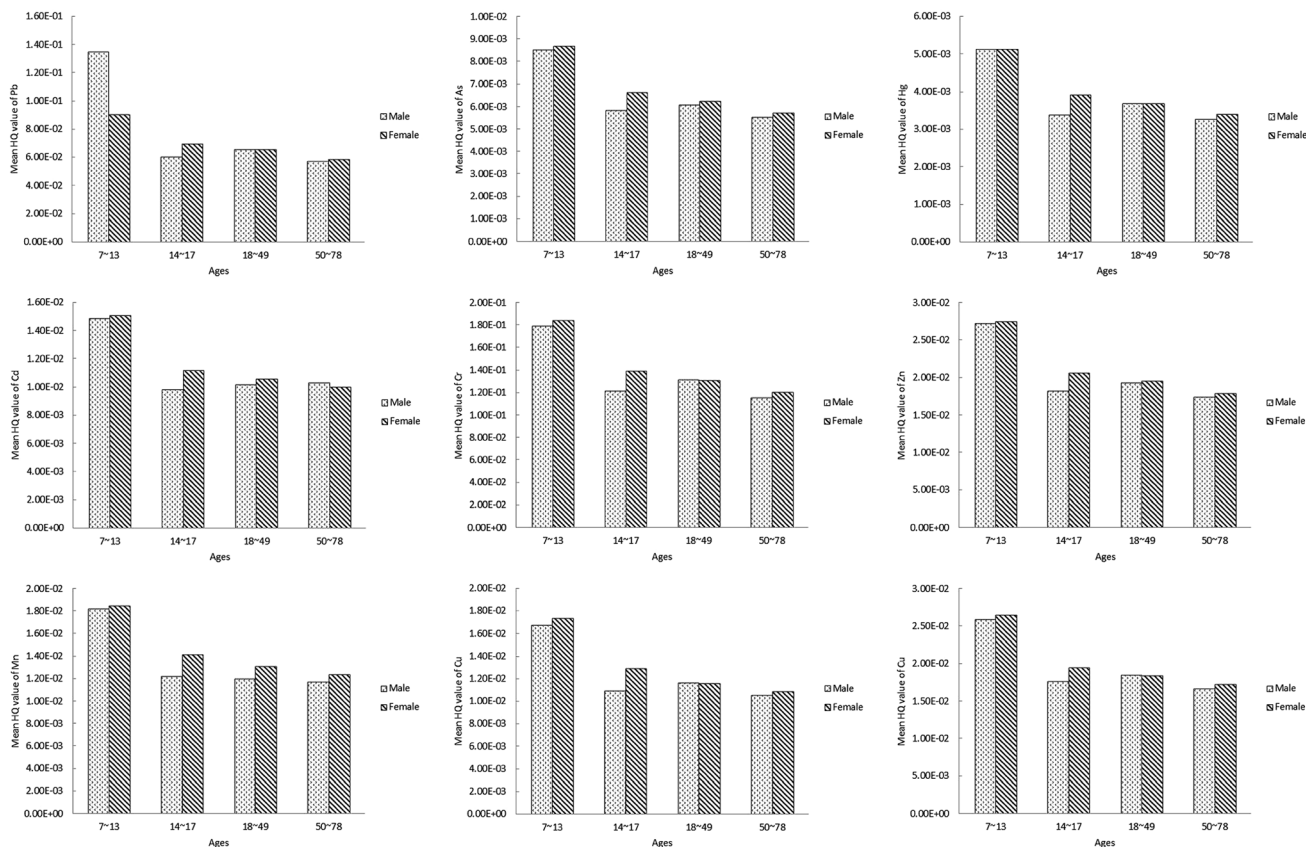 Mean HQ value of Pb
1.60E-01
1.40E-01
1.20E-01
1.00E-01
8.00E-02
6.00E-02
4.00E-02
2.00E-02
0.00E+00
7~13 14~17 18~49 50~78
Ages
Male
Female
Mean HQ value of As
1.00E-02
9.00E-03
8.00E-03
7.00E-03
6.00E-03
5.00E-03
4.00E-03
3.00E-03
2.00E-03
1.00E-03
0.00E+00
7~13 14~17 18~49 50~78
Ages
Male
Female
Mean HQ value of Hg
6.00E-03
5.00E-03
4.00E-03
3.00E-03
2.00E-03
1.00E-03
0.00E+00
7~13 14~17 18~49 50~78
Ages
Male
Female
Mean HQ value of Cd
1.60E-02
1.40E-02
1.20E-02
1.00E-02
8.00E-03
6.00E-03
4.00E-03
2.00E-03
0.00E+00
7~13 14~17 18~49 50~78
Ages
Male
Female
Mean HQ value of Cr
2.00E-01
1.80E-01
1.60E-01
1.40E-01
1.20E-01
1.00E-01
8.00E-02
6.00E-02
4.00E-02
2.00E-02
0.00E+00
7~13 14~17 18~49 50~78
Ages
Male
Female
Mean HQ value of Zn
3.00E-02
2.50E-02
2.00E-02
1.50E-02
1.00E-02
5.00E-03
0.00E+00
7~13 14~17 18~49 50~78
Ages
Male
Female
Mean HQ value of Mn
2.00E-02
1.80E-02
1.60E-02
1.40E-02
1.20E-02
1.00E-02
8.00E-03
6.00E-03
4.00E-03
2.00E-03
0.00E+00
7~13 14~17 18~49 50~78
Ages
Male
Female
Mean HQ value of Cu
2.00E-02
1.80E-02
1.60E-02
1.40E-02
1.20E-02
1.00E-02
8.00E-03
6.00E-03
4.00E-03
2.00E-03
0.00E+00
7~13 14~17 18~49 50~78
Ages
Male
Female
Mean HQ value of Cu
3.00E-02
2.50E-02
2.00E-02
1.50E-02
1.00E-02
5.00E-03
0.00E+00
7~13 14~17 18~49 50~78
Ages
Male
Female